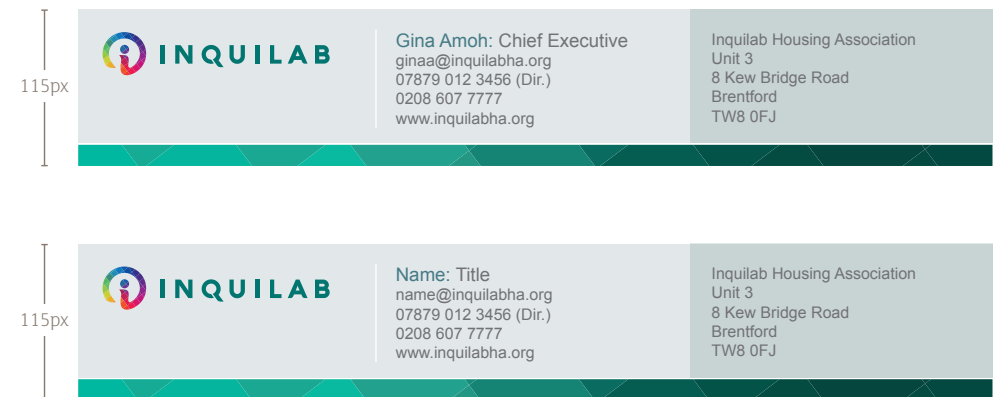 115px
INQUILAB
Gina Amoh: Chief Executive
ginaa@inquilabha.org
07879 012 3456 (Dir.)
0208 607 7777
www.inquilabha.org
Inquilab Housing Association
Unit 3
8 Kew Bridge Road
Brentford
TW8 0FJ
115px
INQUILAB
Name: Title
name@inquilabha.org
07879 012 3456 (Dir.)
0208 607 7777
www.inquilabha.org
Inquilab Housing Association
Unit 3
8 Kew Bridge Road
Brentford
TW8 0FJ